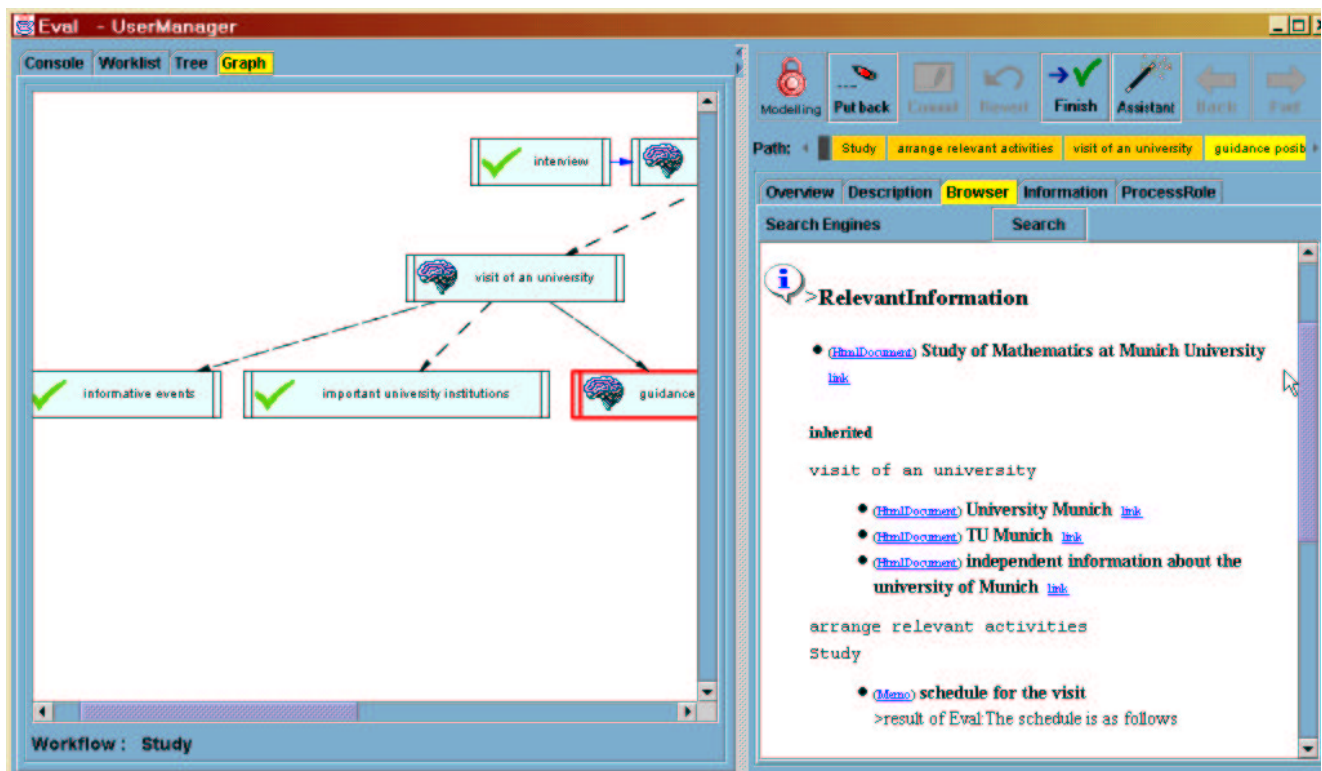 Eval - UserManager
Console Worklist Tree Graph
interview
visit of an university
informative events
important university institutions
guidance
Workflow : Study
Modelling Put back Revert Finish Assistant Back
Path: Study arrange relevant activities visit of an university guidance posib
Overview Description Browser Information ProcessRole
Search Engines Search
>RelevantInformation
(HtmlDocument) Study of Mathematics at Munich University
link
inherited
visit of an university
(HtmlDocument) University Munich link
(HtmlDocument) TU Munich link
(HtmlDocument) independent information about the
university of Munich link
arrange relevant activities
Study
(Memo) schedule for the visit
>result of Eval:The schedule is as follows